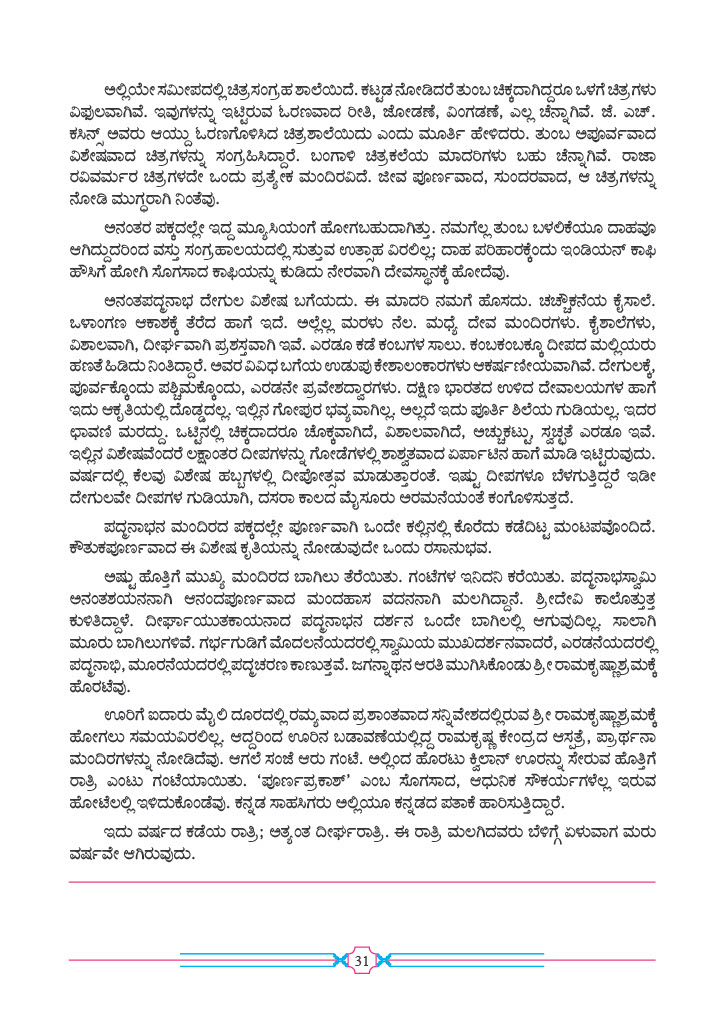 ಅಲ್ಲಿಯೇ ಸಮೀಪದಲ್ಲಿ ಚಿತ್ರ ಸಂಗ್ರಹ ಶಾಲೆಯಿದೆ. ಕಟ್ಟಡ ನೋಡಿದರೆ ತುಂಬ ಚಿಕ್ಕದಾಗಿದ್ದರೂ ಒಳಗೆ ಚಿತ್ರಗಳು
ವಿಫುಲವಾಗಿವೆ. ಇವುಗಳನ್ನು ಇಟ್ಟಿರುವ ಓರಣವಾದ ರೀತಿ, ಜೋಡಣೆ, ವಿಂಗಡಣೆ, ಎಲ್ಲ ಚೆನ್ನಾಗಿವೆ. ಜೆ. ಎಚ್.
ಕಸಿನ್ಸ್ ಅವರು ಆಯ್ದು ಓರಣಗೊಳಿಸಿದ ಚಿತ್ರಶಾಲೆಯಿದು ಎಂದು ಮೂರ್ತಿ ಹೇಳಿದರು. ತುಂಬ ಅಪೂರ್ವವಾದ
ವಿಶೇಷವಾದ ಚಿತ್ರಗಳನ್ನು ಸಂಗ್ರಹಿಸಿದ್ದಾರೆ. ಬಂಗಾಳಿ ಚಿತ್ರಕಲೆಯ ಮಾದರಿಗಳು ಬಹು ಚೆನ್ನಾಗಿವೆ. ರಾಜಾ
ರವಿವರ್ಮರ ಚಿತ್ರಗಳದೇ ಒಂದು ಪ್ರತ್ಯೇಕ ಮಂದಿರವಿದೆ. ಜೀವ ಪೂರ್ಣವಾದ, ಸುಂದರವಾದ, ಆ ಚಿತ್ರಗಳನ್ನು
ನೋಡಿ ಮುಗ್ಧರಾಗಿ ನಿಂತೆವು.
ಅನಂತರ ಪಕ್ಕದಲ್ಲೇ ಇದ್ದ ಮ್ಯೂಸಿಯಂಗೆ ಹೋಗಬಹುದಾಗಿತ್ತು. ನಮಗೆಲ್ಲ ತುಂಬ ಬಳಲಿಕೆಯೂ ದಾಹವೂ
ಆಗಿದ್ದುದರಿಂದ ವಸ್ತು ಸಂಗ್ರಹಾಲಯದಲ್ಲಿ ಸುತ್ತುವ ಉತ್ಸಾಹ ವಿರಲಿಲ್ಲ; ದಾಹ ಪರಿಹಾರಕ್ಕೆಂದು ಇಂಡಿಯನ್ ಕಾಫಿ
ಹೌಸಿಗೆ ಹೋಗಿ ಸೊಗಸಾದ ಕಾಫಿಯನ್ನು ಕುಡಿದು ನೇರವಾಗಿ ದೇವಸ್ಥಾನಕ್ಕೆ ಹೋದೆವು.
ಅನಂತಪದ್ಮನಾಭ ದೇಗುಲ ವಿಶೇಷ ಬಗೆಯದು. ಈ ಮಾದರಿ ನಮಗೆ ಹೊಸದು. ಚಚ್ಚೌಕನೆಯ ಕೈಸಾಲೆ.
ಒಳಾಂಗಣ ಆಕಾಶಕ್ಕೆ ತೆರೆದ ಹಾಗೆ ಇದೆ. ಅಲ್ಲೆಲ್ಲ ಮರಳು ನೆಲ. ಮಧ್ಯೆ ದೇವ ಮಂದಿರಗಳು. ಕೈಶಾಲೆಗಳು,
ವಿಶಾಲವಾಗಿ, ದೀರ್ಘವಾಗಿ ಪ್ರಶಸ್ತವಾಗಿ ಇವೆ. ಎರಡೂ ಕಡೆ ಕಂಬಗಳ ಸಾಲು. ಕಂಬಕಂಬಕ್ಕೂ ದೀಪದ ಮಲ್ಲಿಯರು
ಹಣತೆ ಹಿಡಿದು ನಿಂತಿದ್ದಾರೆ. ಅವರ ವಿವಿಧ ಬಗೆಯ ಉಡುಪು ಕೇಶಾಲಂಕಾರಗಳು ಆಕರ್ಷಣೀಯವಾಗಿವೆ. ದೇಗುಲಕ್ಕೆ,
ಪೂರ್ವಕ್ಕೊಂದು ಪಶ್ಚಿಮಕ್ಕೊಂದು, ಎರಡನೇ ಪ್ರವೇಶದ್ವಾರಗಳು. ದಕ್ಷಿಣ ಭಾರತದ ಉಳಿದ ದೇವಾಲಯಗಳ ಹಾಗೆ
ಇದು ಆಕೃತಿಯಲ್ಲಿ ದೊಡ್ಡದಲ್ಲ. ಇಲ್ಲಿನ ಗೋಪುರ ಭವ್ಯವಾಗಿಲ್ಲ. ಅಲ್ಲದೆ ಇದು ಪೂರ್ತಿ ಶಿಲೆಯ ಗುಡಿಯಲ್ಲ. ಇದರ
ಛಾವಣಿ ಮರದ್ದು. ಒಟ್ಟಿನಲ್ಲಿ ಚಿಕ್ಕದಾದರೂ ಚೊಕ್ಕವಾಗಿದೆ, ವಿಶಾಲವಾಗಿದೆ, ಅಚ್ಚುಕಟ್ಟು, ಸ್ವಚ್ಛತೆ ಎರಡೂ ಇವೆ.
ಇಲ್ಲಿನ ವಿಶೇಷವೆಂದರೆ ಲಕ್ಷಾಂತರ ದೀಪಗಳನ್ನು ಗೋಡೆಗಳಲ್ಲಿ ಶಾಶ್ವತವಾದ ಏರ್ಪಾಟಿನ ಹಾಗೆ ಮಾಡಿ ಇಟ್ಟಿರುವುದು.
ವರ್ಷದಲ್ಲಿ ಕೆಲವು ವಿಶೇಷ ಹಬ್ಬಗಳಲ್ಲಿ ದೀಪೋತ್ಸವ ಮಾಡುತ್ತಾರಂತೆ. ಇಷ್ಟು ದೀಪಗಳೂ ಬೆಳಗುತ್ತಿದ್ದರೆ ಇಡೀ
ದೇಗುಲವೇ ದೀಪಗಳ ಗುಡಿಯಾಗಿ, ದಸರಾ ಕಾಲದ ಮೈಸೂರು ಅರಮನೆಯಂತೆ ಕಂಗೊಳಿಸುತ್ತದೆ.
ಪದ್ಮನಾಭನ ಮಂದಿರದ ಪಕ್ಕದಲ್ಲೇ ಪೂರ್ಣವಾಗಿ ಒಂದೇ ಕಲ್ಲಿನಲ್ಲಿ ಕೊರೆದು ಕಡೆದಿಟ್ಟ ಮಂಟಪವೊಂದಿದೆ.
ಕೌತುಕಪೂರ್ಣವಾದ ಈ ವಿಶೇಷ ಕೃತಿಯನ್ನು ನೋಡುವುದೇ ಒಂದು ರಸಾನುಭವ.
ಅಷ್ಟು ಹೊತ್ತಿಗೆ ಮುಖ್ಯ ಮಂದಿರದ ಬಾಗಿಲು ತೆರೆಯಿತು. ಗಂಟೆಗಳ ಇನಿದನಿ ಕರೆಯಿತು. ಪದ್ಮನಾಭಸ್ವಾಮಿ
ಅನಂತಶಯನನಾಗಿ ಆನಂದಪೂರ್ಣವಾದ ಮಂದಹಾಸ ವದನನಾಗಿ ಮಲಗಿದ್ದಾನೆ. ಶ್ರೀದೇವಿ ಕಾಲೊತ್ತುತ್ತ
ಕುಳಿತಿದ್ದಾಳೆ. ದೀರ್ಘಾಯುತಕಾಯನಾದ ಪದ್ಮನಾಭನ ದರ್ಶನ ಒಂದೇ ಬಾಗಿಲಲ್ಲಿ ಆಗುವುದಿಲ್ಲ. ಸಾಲಾಗಿ
ಮೂರು ಬಾಗಿಲುಗಳಿವೆ. ಗರ್ಭಗುಡಿಗೆ ಮೊದಲನೆಯದರಲ್ಲಿ ಸ್ವಾಮಿಯ ಮುಖದರ್ಶನವಾದರೆ, ಎರಡನೆಯದರಲ್ಲಿ
ಪದ್ಮನಾಭಿ, ಮೂರನೆಯದರಲ್ಲಿ ಪದ್ಮಚರಣ ಕಾಣುತ್ತವೆ. ಜಗನ್ನಾಥನ ಆರತಿ ಮುಗಿಸಿಕೊಂಡು ಶ್ರೀ ರಾಮಕೃಷ್ಣಾಶ್ರಮಕ್ಕೆ
ಹೊರಟೆವು.
ಊರಿಗೆ ಐದಾರು ಮೈಲಿ ದೂರದಲ್ಲಿ ರಮ್ಯವಾದ ಪ್ರಶಾಂತವಾದ ಸನ್ನಿವೇಶದಲ್ಲಿರುವ ಶ್ರೀ ರಾಮಕೃಷ್ಣಾಶ್ರಮಕ್ಕೆ
ಹೋಗಲು ಸಮಯವಿರಲಿಲ್ಲ. ಆದ್ದರಿಂದ ಊರಿನ ಬಡಾವಣೆಯಲ್ಲಿದ್ದ ರಾಮಕೃಷ್ಣ ಕೇಂದ್ರದ ಆಸ್ಪತ್ರೆ, ಪ್ರಾರ್ಥನಾ
ಮಂದಿರಗಳನ್ನು ನೋಡಿದೆವು. ಆಗಲೆ ಸಂಜೆ ಆರು ಗಂಟೆ. ಅಲ್ಲಿಂದ ಹೊರಟು ಕ್ವಿಲಾನ್ ಊರನ್ನು ಸೇರುವ ಹೊತ್ತಿಗೆ
ರಾತ್ರಿ ಎಂಟು ಗಂಟೆಯಾಯಿತು. ‘ಪೂರ್ಣಪ್ರಕಾಶ್’ ಎಂಬ ಸೊಗಸಾದ, ಆಧುನಿಕ ಸೌಕರ್ಯಗಳೆಲ್ಲ ಇರುವ
ಹೋಟೆಲಲ್ಲಿ ಇಳಿದುಕೊಂಡೆವು. ಕನ್ನಡ ಸಾಹಸಿಗರು ಅಲ್ಲಿಯೂ ಕನ್ನಡದ ಪತಾಕೆ ಹಾರಿಸುತ್ತಿದ್ದಾರೆ.
ಇದು ವರ್ಷದ ಕಡೆಯ ರಾತ್ರಿ; ಅತ್ಯಂತ ದೀರ್ಘರಾತ್ರಿ. ಈ ರಾತ್ರಿ ಮಲಗಿದವರು ಬೆಳಿಗ್ಗೆ ಏಳುವಾಗ ಮರು
ವರ್ಷವೇ ಆಗಿರುವುದು.
31